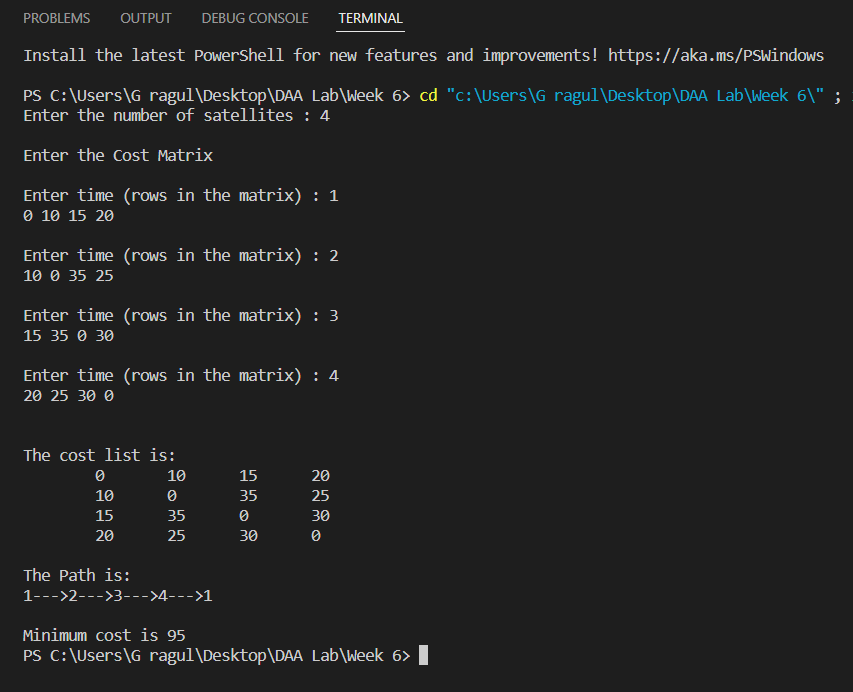 PROBLEMS OUTPUT DEBUG CONSOLE TERMINAL
Install the latest PowerShell for new features and improvements! https://aka.ms/PSWindows
PS C:\Users\G ragul\Desktop\DAA Lab\Week 6> cd "c:\Users\G ragul\Desktop\DAA Lab\Week 6\" ;
Enter the number of satellites : 4
Enter the Cost Matrix
Enter time (rows in the matrix) : 1
0 10 15 20
Enter time (rows in the matrix) : 2
10 0 35 25
Enter time (rows in the matrix) : 3
15 35 0 30
Enter time (rows in the matrix) : 4
20 25 30 0
The cost list is:
0 10 15 20
10 0 35 25
15 35 0 30
20 25 30 0
The Path is:
1--->2--->3--->4--->1
Minimum cost is 95
PS C:\Users\G ragul\Desktop\DAA Lab\Week 6>